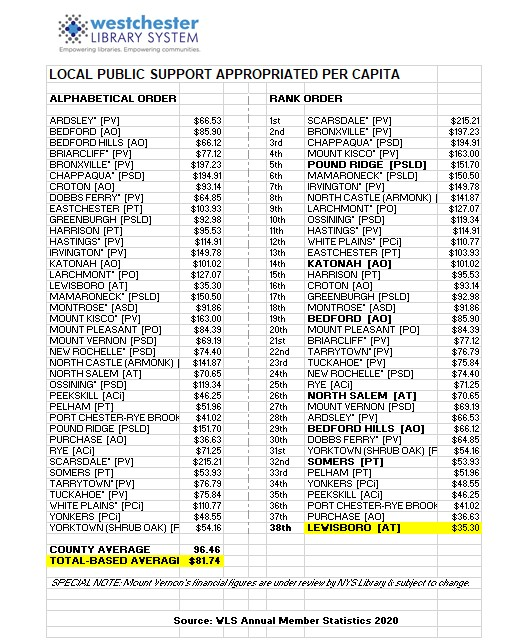 westchester
LIBRARY SYSTEM
Empowering libraries. Empowering communities.
LOCAL PUBLIC SUPPORT APPROPRIATED PER CAPITA
ALPHABETICAL ORDER RANK ORDER
ARDSLEY* [PV] $66.53 1st SCARSDALE* [PV] $215.21
BEDFORD [AO] $85.90 2nd BRONXVILLE* [PV] $197.23
BEDFORD HILLS [AO] $66.12 3rd CHAPPAQUA* [PSD] $194.91
BRIARCLIFF* [PV] $77.12 4th MOUNT KISCO* [PV] $163.00
BRONXVILLE* [PV] $197.23 5th POUND RIDGE [PSLD] $151.70
CHAPPAQUA* [PSD] $194.91 6th MAMARONECK* [PSLD] $150.50
CROTON [AO] $93.14 7th IRVINGTON* [PV] $149.78
DOBBS FERRY* [PV] $64.85 8th NORTH CASTLE (ARMONK) [ $141.87
EASTCHESTER [PT] $103.93 9th LARCHMONT* [PO] $127.07
GREENBURGH [PSLD] $92.98 10th OSSINING* [PSD] $119.34
HARRISON [PT] $95.53 11th HASTINGS* [PV] $114.91
HASTINGS* [PV] $114.91 12th WHITE PLAINS* [PCi] $110.77
IRVINGTON* [PV] $149.78 13th EASTCHESTER [PT] $103.93
KATONAH [AO] $101.02 14th KATONAH [AO] $101.02
LARCHMONT* [PO] $127.07 15th HARRISON [PT] $95.53
LEWISBORO [AT] $35.30 16th CROTON [AO] $93.14
MAMARONECK* [PSLD] $150.50 17th GREENBURGH [PSLD] $92.98
MONTROSE* [ASD] $91.86 18th MONTROSE* [ASD] $91.86
MOUNT KISCO* [PV] $163.00 19th BEDFORD [AO] $85.90
MOUNT PLEASANT [PO] $84.39 20th MOUNT PLEASANT [PO] $84.39
MOUNT VERNON [PSD] $69.19 21st BRIARCLIFF* [PV] $77.12
NEW ROCHELLE* [PSD] $74.40 22nd TARRYTOWN* [PV] $76.79
NORTH CASTLE (ARMONK) [ $141.87 23rd TUCKAHOE* [PV] $75.84
NORTH SALEM [AT] $70.65 24th NEW ROCHELLE* [PSD] $74.40
OSSINING* [PSD] $119.34 25th RYE [ACi] $71.25
PEEKSKILL [ACi] $46.25 26th NORTH SALEM [AT] $70.65
PELHAM [PT] $51.96 27th MOUNT VERNON [PSD] $69.19
PORT CHESTER-RYE BROOK $41.02 28th ARDSLEY* [PV] $66.53
POUND RIDGE [PSLD] $151.70 29th BEDFORD HILLS [AO] $66.12
PURCHASE [AO] $36.63 30th DOBBS FERRY* [PV] $64.85
RYE [ACi] $71.25 31st YORKTOWN (SHRUB OAK) [P $54.16
SCARSDALE* [PV] $215.21 32nd SOMERS [PT] $53.93
SOMERS [PT] $53.93 33rd PELHAM [PT] $51.96
TARRYTOWN* [PV] $76.79 34th YONKERS [PCi] $48.55
TUCKAHOE* [PV] $75.84 35th PEEKSKILL [ACi] $46.25
WHITE PLAINS* [PCi] $110.77 36th PORT CHESTER-RYE BROOK $41.02
YONKERS [PCi] $48.55 37th PURCHASE [AO] $36.63
YORKTOWN (SHRUB OAK) [P $54.16 38th LEWISBORO [AT] $35.30
COUNTY AVERAGE 96.46
TOTAL-BASED AVERAGI $81.74
SPECIAL NOTE: Mount Vernon's financial figures are under review by NYS Library & subject to change.
Source: WLS Annual Member Statistics 2020